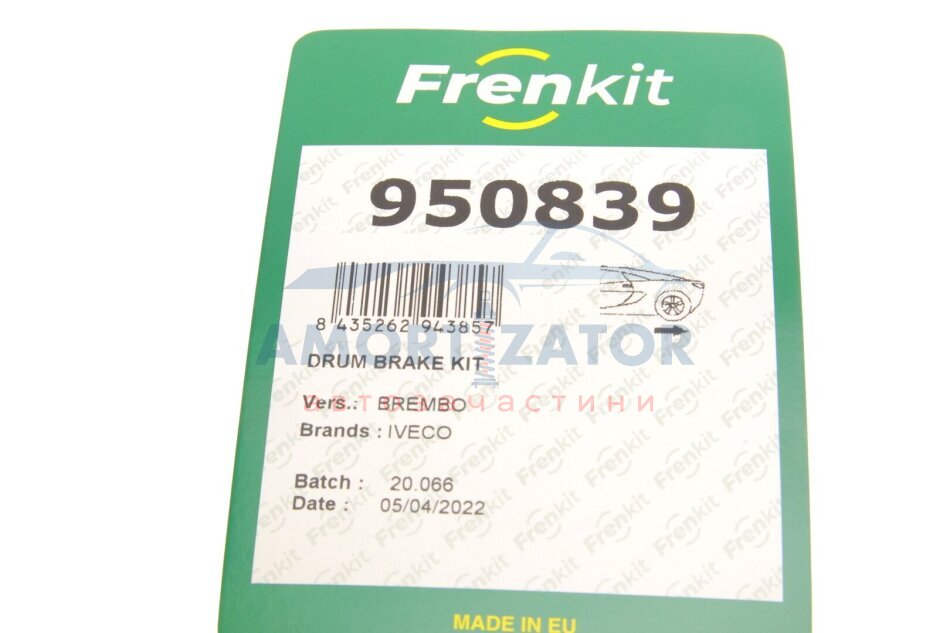 Frenkit
950839
8 435262 943857
AMORTIZATOR
DRUM BRAKE KIT
автозапчастини
Vers.: BREMBO
Brands : IVECO
Batch : 20.066
Date : 05/04/2022
MADE IN EU